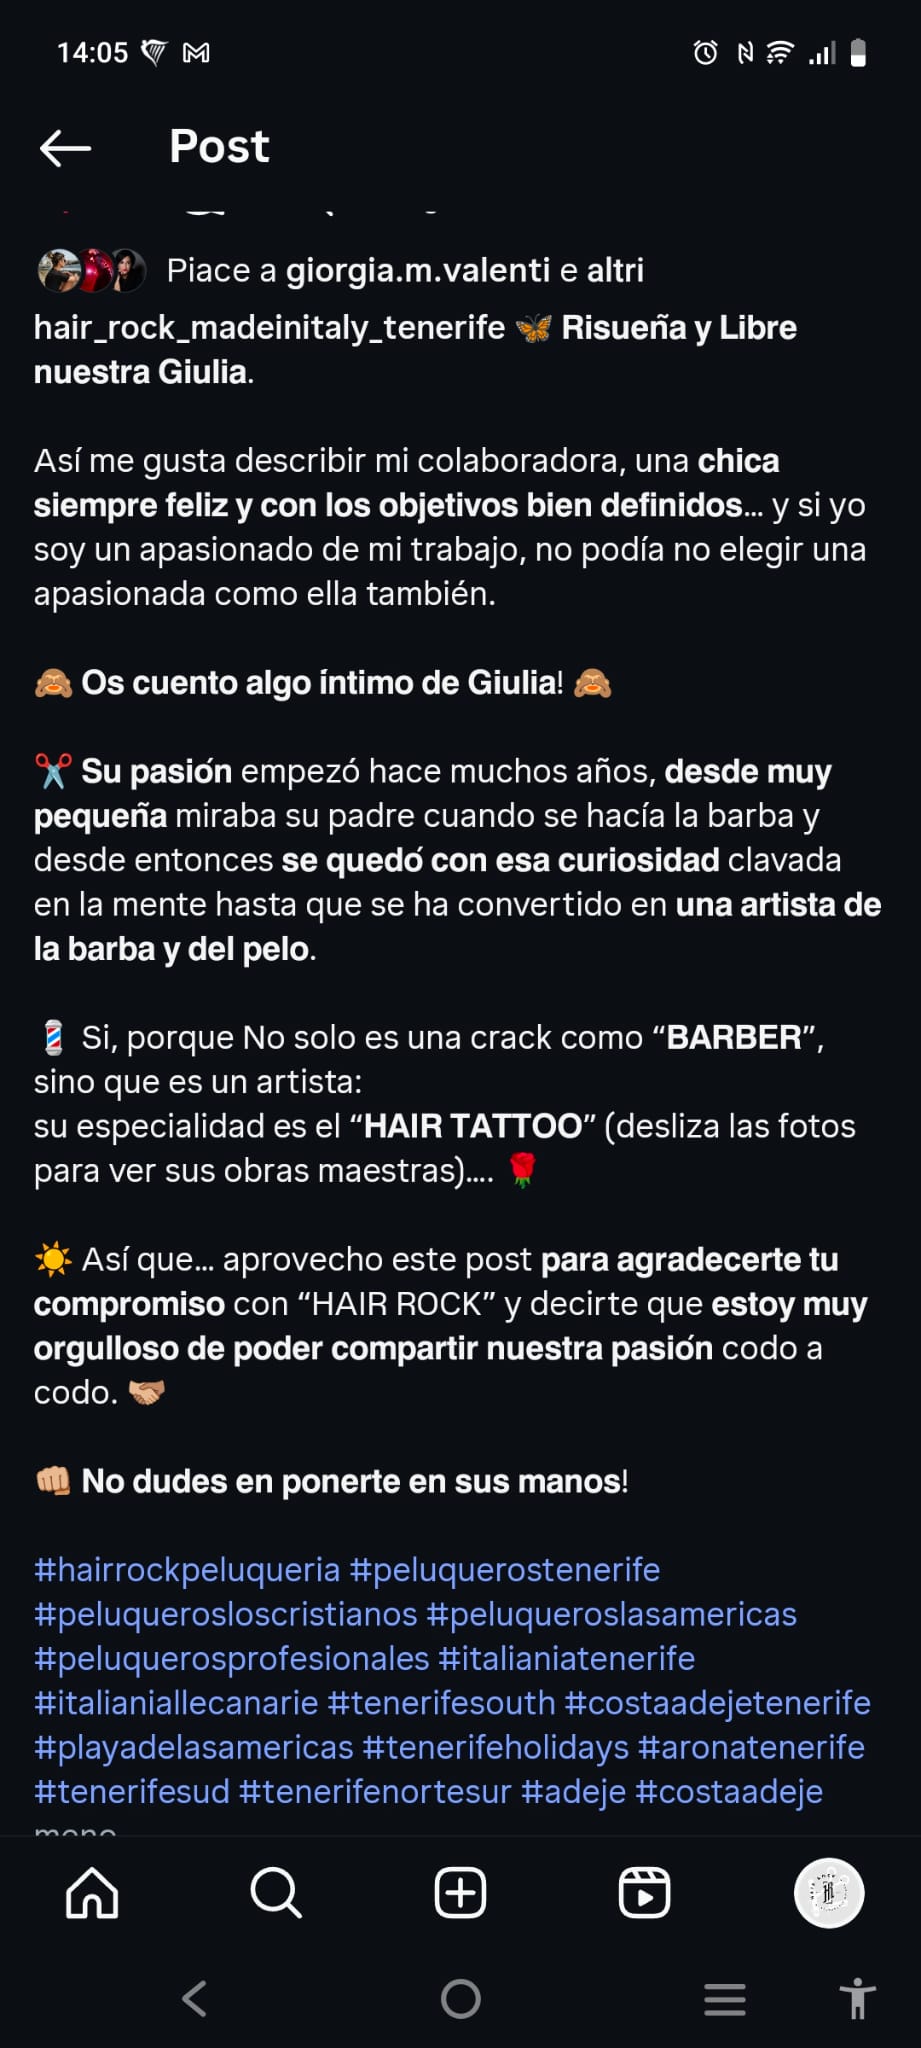 14:05
Post
Piace a giorgia.m.valenti e altri
hair_rock_madeinitaly_tenerife 🦋 Risueña y Libre
nuestra Giulia.
Así me gusta describir mi colaboradora, una chica
siempre feliz y con los objetivos bien definidos... y si yo
soy un apasionado de mi trabajo, no podía no elegir una
apasionada como ella también.
🙈 Os cuento algo íntimo de Giulia! 🙈
✂️ Su pasión empezó hace muchos años, desde muy
pequeña miraba su padre cuando se hacía la barba y
desde entonces se quedó con esa curiosidad clavada
en la mente hasta que se ha convertido en una artista de
la barba y del pelo.
💈 Si, porque No solo es una crack como “BARBER”,
sino que es un artista:
su especialidad es el “HAIR TATTOO” (desliza las fotos
para ver sus obras maestras).... 🌹
☀️ Así que... aprovecho este post para agradecerte tu
compromiso con “HAIR ROCK” y decirte que estoy muy
orgulloso de poder compartir nuestra pasión codo a
codo. 🤝🏼
👊🏼 No dudes en ponerte en sus manos!
#hairrockpeluqueria #peluquerostenerife
#peluquerosloscristianos #peluqueroslasamericas
#peluquerosprofesionales #italianiatenerife
#italianiallecanarie #tenerifesouth #costaadejetenerife
#playadelasamericas #tenerifeholidays #aronatenerife
#tenerifesud #tenerifenortesur #adeje #costaadeje